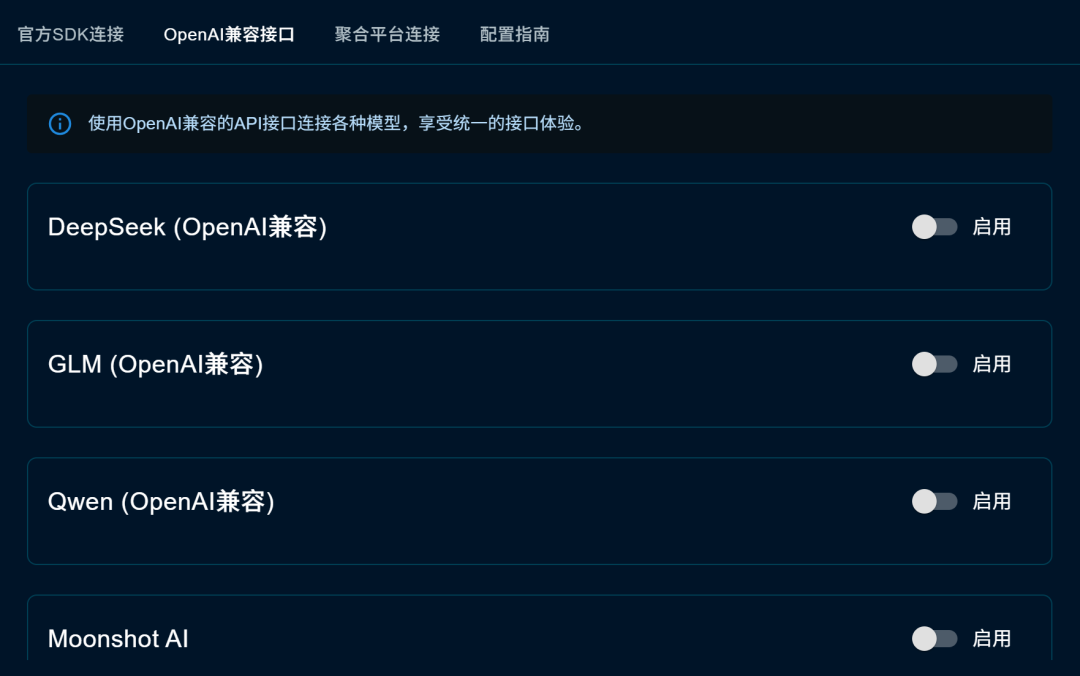 官方SDK连接 OpenAI兼容接口 聚合平台连接 配置指南
使用OpenAI兼容的API接口连接各种模型，享受统一的接口体验。
DeepSeek (OpenAI兼容) 启用
GLM (OpenAI兼容) 启用
Qwen (OpenAI兼容) 启用
Moonshot AI 启用